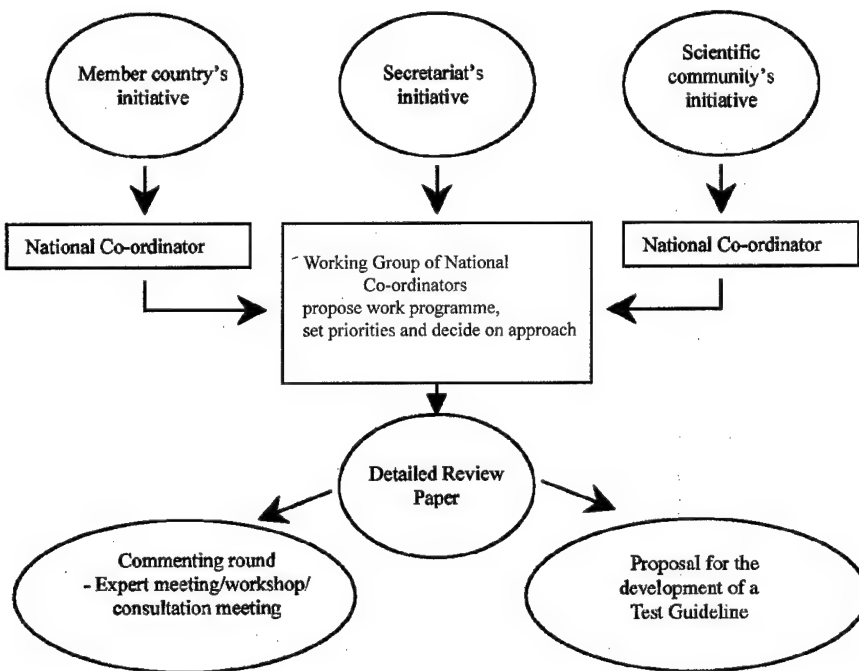 Member country's
initiative
Secretariat's
initiative
Scientific
community's
initiative
National Co-ordinator
- Working Group of National
Co-ordinators
propose work programme,
set priorities and decide on approach
National Co-ordinator
Detailed Review
Paper
Commenting round
- Expert meeting/workshop/
consultation meeting
Proposal for the
development of a
Test Guideline